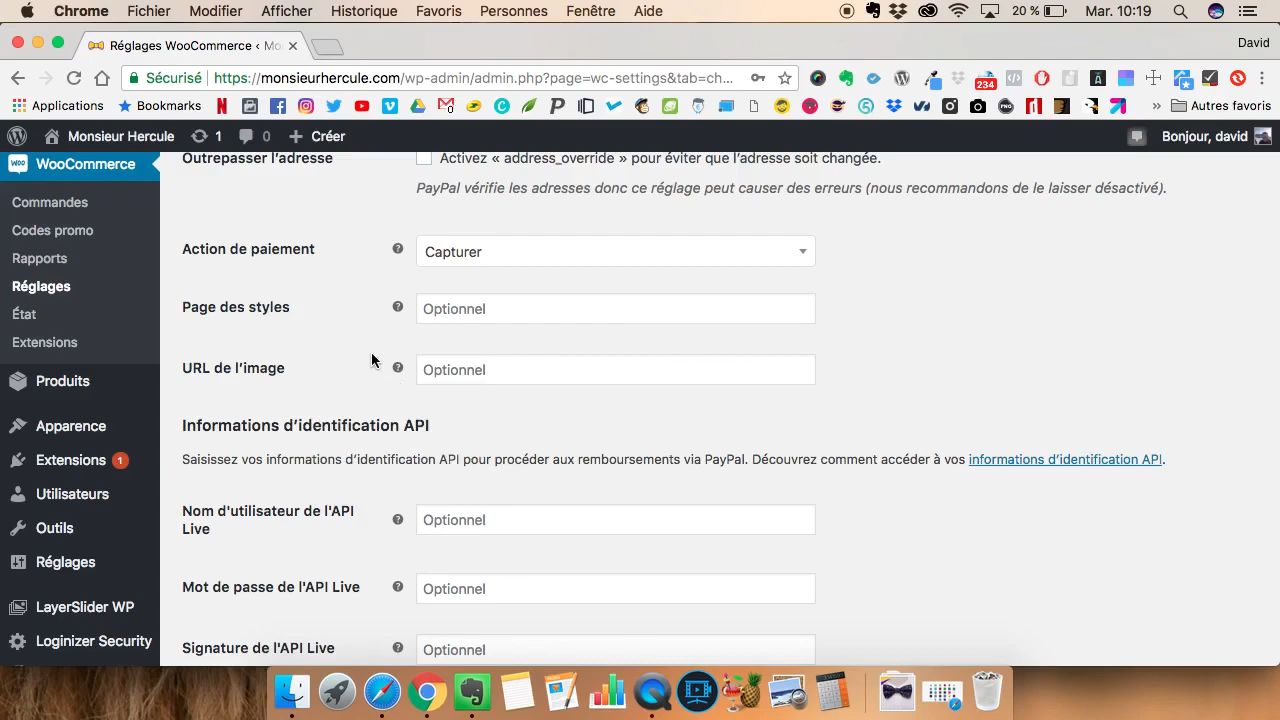 Chrome Fichier Modifier Afficher Historique Favoris Personnes Fenêtre Aide 20 % Mar. 10:19
Réglages WooCommerce ‹ Mo David
Sécurisé https://monsieurhercule.com/wp-admin/admin.php?page=wc-settings&tab=ch... 234
Applications Bookmarks » Autres favoris
Monsieur Hercule 1 0 Créer Bonjour, david
WooCommerce
Commandes
Codes promo
Rapports
Réglages
État
Extensions
Produits
Apparence
Extensions 1
Utilisateurs
Outils
Réglages
LayerSlider WP
Loginizer Security
Outrepasser l’adresse Activez « address_override » pour éviter que l’adresse soit changée.
PayPal vérifie les adresses donc ce réglage peut causer des erreurs (nous recommandons de le laisser désactivé).
Action de paiement Capturer
Page des styles Optionnel
URL de l’image Optionnel
Informations d’identification API
Saisissez vos informations d’identification API pour procéder aux remboursements via PayPal. Découvrez comment accéder à vos informations d’identification API.
Nom d'utilisateur de l'API
Live
Optionnel
Mot de passe de l'API Live Optionnel
Signature de l'API Live Optionnel